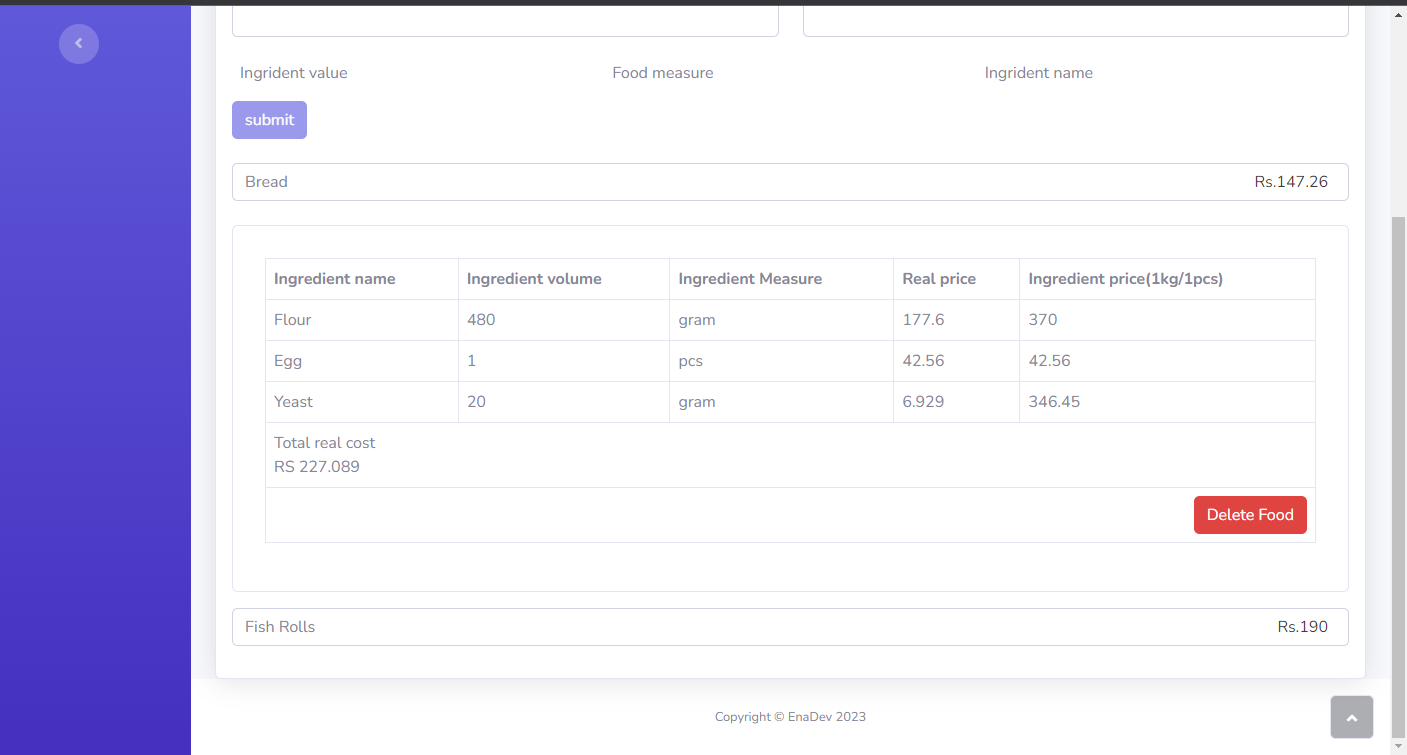 Ingrident value Food measure Ingrident name
submit
Bread Rs.147.26
Ingredient name Ingredient volume Ingredient Measure Real price Ingredient price(1kg/1pcs)
Flour 480 gram 177.6 370
Egg 1 pcs 42.56 42.56
Yeast 20 gram 6.929 346.45
Total real cost
RS 227.089
Delete Food
Fish Rolls Rs.190
Copyright © EnaDev 2023